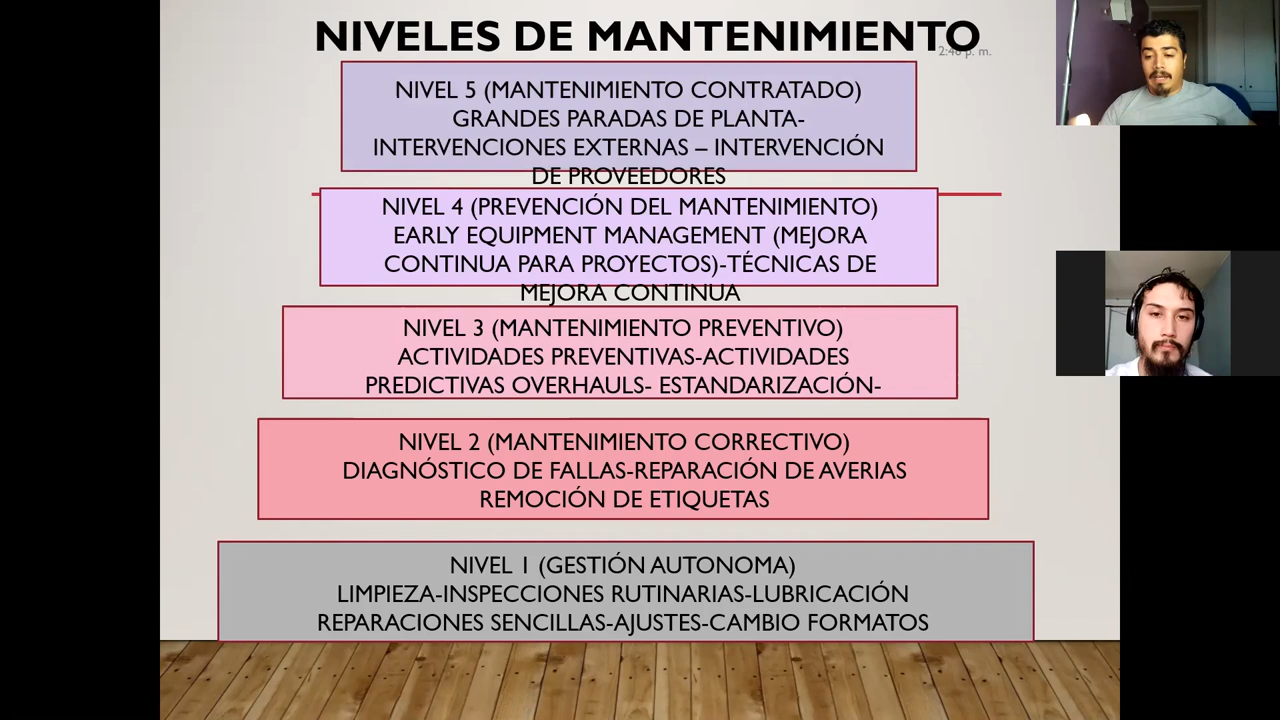 NIVELES DE MANTENIMIENTO
2:46 p. m.
NIVEL 5 (MANTENIMIENTO CONTRATADO)
GRANDES PARADAS DE PLANTA-
INTERVENCIONES EXTERNAS – INTERVENCIÓN
DE PROVEEDORES
NIVEL 4 (PREVENCIÓN DEL MANTENIMIENTO)
EARLY EQUIPMENT MANAGEMENT (MEJORA
CONTINUA PARA PROYECTOS)-TÉCNICAS DE
MEJORA CONTINUA
NIVEL 3 (MANTENIMIENTO PREVENTIVO)
ACTIVIDADES PREVENTIVAS-ACTIVIDADES
PREDICTIVAS OVERHAULS- ESTANDARIZACIÓN-
NIVEL 2 (MANTENIMIENTO CORRECTIVO)
DIAGNÓSTICO DE FALLAS-REPARACIÓN DE AVERIAS
REMOCIÓN DE ETIQUETAS
NIVEL 1 (GESTIÓN AUTONOMA)
LIMPIEZA-INSPECCIONES RUTINARIAS-LUBRICACIÓN
REPARACIONES SENCILLAS-AJUSTES-CAMBIO FORMATOS